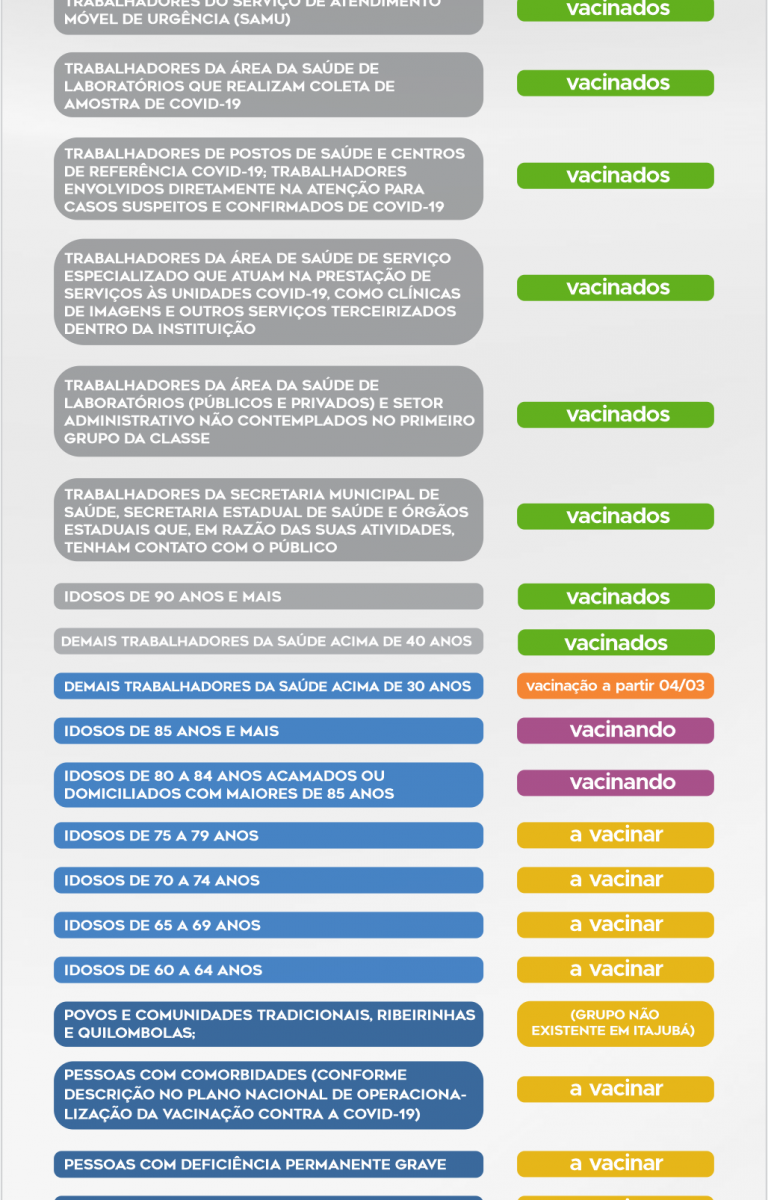 TRABALHADORES DO SERVIÇO DE ATENDIMENTO
MÓVEL DE URGÊNCIA (SAMU)
vacinados
TRABALHADORES DA ÁREA DA SAÚDE DE
LABORATÓRIOS QUE REALIZAM COLETA DE
AMOSTRA DE COVID-19
vacinados
TRABALHADORES DE POSTOS DE SAÚDE E CENTROS
DE REFERÊNCIA COVID-19; TRABALHADORES
ENVOLVIDOS DIRETAMENTE NA ATENÇÃO PARA
CASOS SUSPEITOS E CONFIRMADOS DE COVID-19
vacinados
TRABALHADORES DA ÁREA DE SAÚDE DE SERVIÇO
ESPECIALIZADO QUE ATUAM NA PRESTAÇÃO DE
SERVIÇOS ÀS UNIDADES COVID-19, COMO CLÍNICAS
DE IMAGENS E OUTROS SERVIÇOS TERCEIRIZADOS
DENTRO DA INSTITUIÇÃO
vacinados
TRABALHADORES DA ÁREA DA SAÚDE DE
LABORATÓRIOS (PÚBLICOS E PRIVADOS) E SETOR
ADMINISTRATIVO NÃO CONTEMPLADOS NO PRIMEIRO
GRUPO DA CLASSE
vacinados
TRABALHADORES DA SECRETARIA MUNICIPAL DE
SAÚDE, SECRETARIA ESTADUAL DE SAÚDE E ÓRGÃOS
ESTADUAIS QUE, EM RAZÃO DAS SUAS ATIVIDADES,
TENHAM CONTATO COM O PÚBLICO
vacinados
IDOSOS DE 90 ANOS E MAIS
vacinados
DEMAIS TRABALHADORES DA SAÚDE ACIMA DE 40 ANOS
vacinados
DEMAIS TRABALHADORES DA SAÚDE ACIMA DE 30 ANOS
vacinação a partir 04/03
IDOSOS DE 85 ANOS E MAIS
vacinando
IDOSOS DE 80 A 84 ANOS ACAMADOS OU
DOMICILIADOS COM MAIORES DE 85 ANOS
vacinando
IDOSOS DE 75 A 79 ANOS
a vacinar
IDOSOS DE 70 A 74 ANOS
a vacinar
IDOSOS DE 65 A 69 ANOS
a vacinar
IDOSOS DE 60 A 64 ANOS
a vacinar
POVOS E COMUNIDADES TRADICIONAIS, RIBEIRINHAS
E QUILOMBOLAS;
(GRUPO NÃO
EXISTENTE EM ITAJUBÁ)
PESSOAS COM COMORBIDADES (CONFORME
DESCRIÇÃO NO PLANO NACIONAL DE OPERACIONA-
LIZAÇÃO DA VACINAÇÃO CONTRA A COVID-19)
a vacinar
PESSOAS COM DEFICIÊNCIA PERMANENTE GRAVE
a vacinar